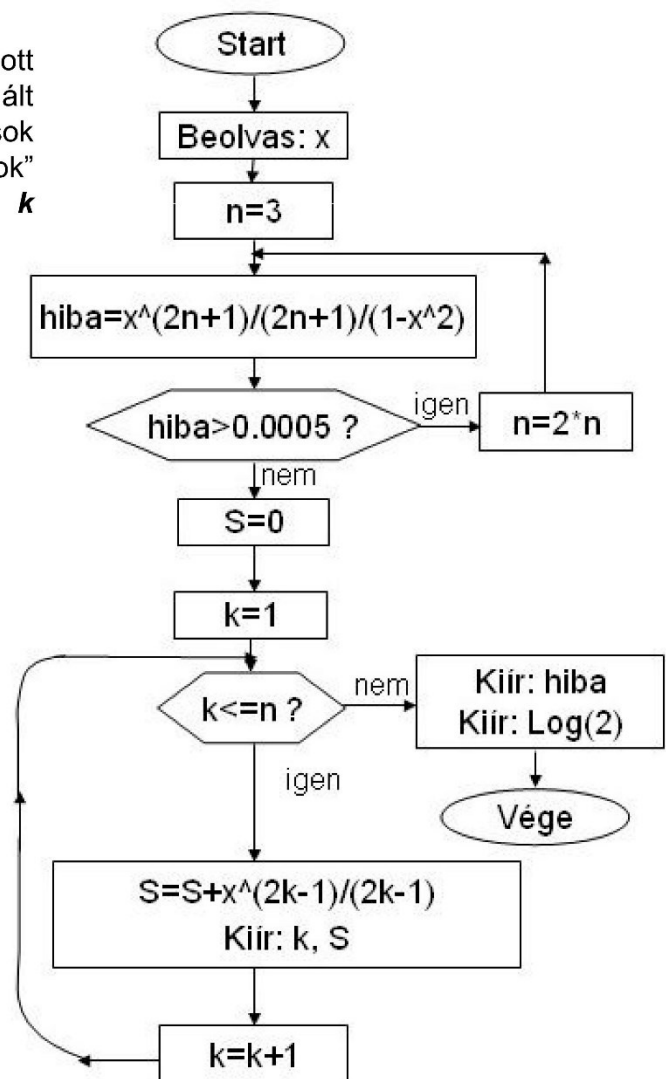 ott
ált
sok
ok”
k
Start
Beolvas: x
n=3
hiba=x^(2n+1)/(2n+1)/(1-x^2)
hiba>0.0005 ?
igen
n=2*n
nem
S=0
k=1
k<=n ?
nem
Kiír: hiba
Kiír: Log(2)
Vége
igen
S=S+x^(2k-1)/(2k-1)
Kiír: k, S
k=k+1